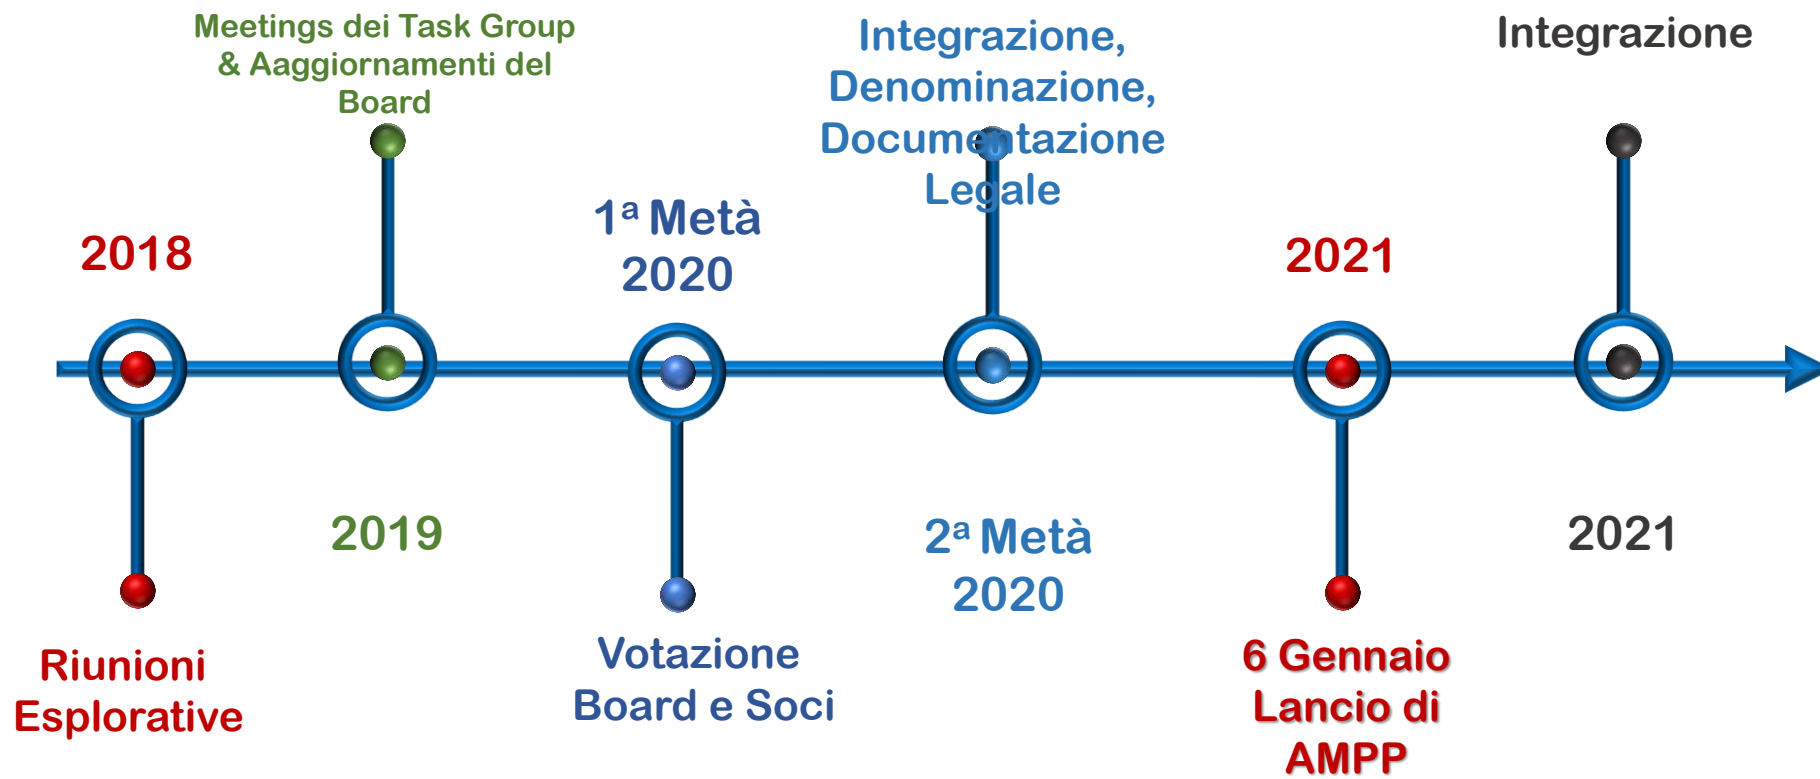 Meetings dei Task Group
& Aaggiornamenti del
Board
Integrazione,
Denominazione,
Documentazione
Legale
Integrazione
2018
1ª Metà
2020
2021
2019
2ª Metà
2020
2021
Riunioni
Esplorative
Votazione
Board e Soci
6 Gennaio
Lancio di
AMPP